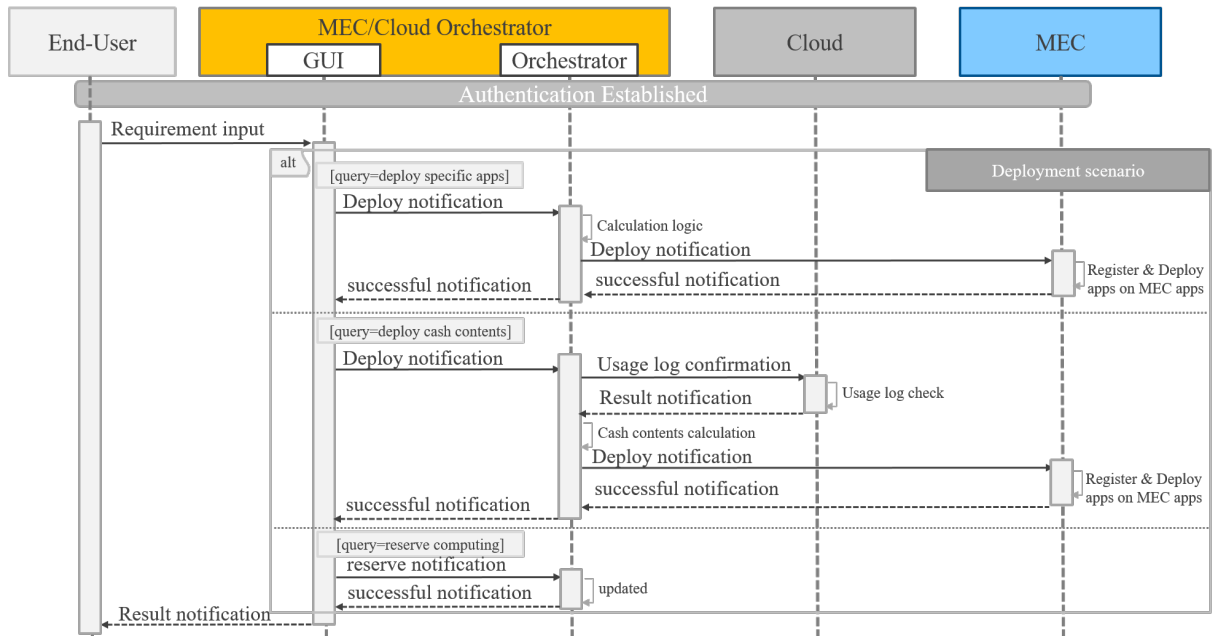 End-User
MEC/Cloud Orchestrator
GUI
Orchestrator
Cloud
MEC
Authentication Established
Requirement input
alt
Deployment scenario
[query=deploy specific apps]
Deploy notification
Calculation logic
Deploy notification
Register & Deploy
apps on MEC apps
successful notification
successful notification
[query=deploy cash contents]
Deploy notification
Usage log confirmation
Usage log check
Result notification
Cash contents calculation
Deploy notification
Register & Deploy
apps on MEC apps
successful notification
successful notification
[query=reserve computing]
reserve notification
updated
successful notification
Result notification